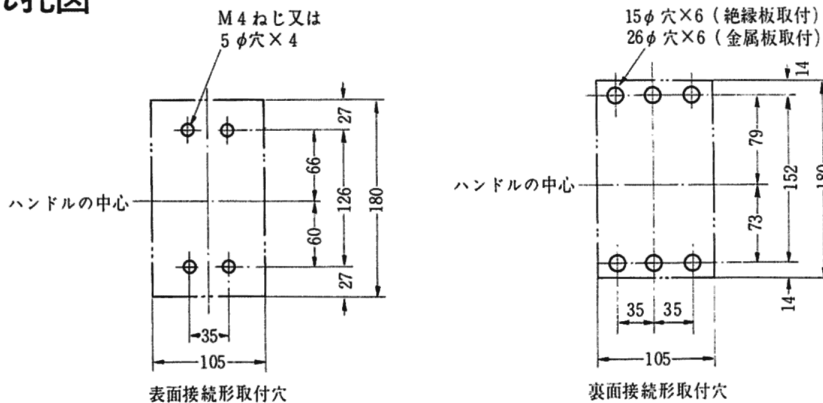 孔図
M4ねじ又は
5φ穴×4
27
66
126
180
60
27
ハンドルの中心
35
105
表面接続形取付穴
15φ穴×6(絶縁板取付)
26φ穴×6(金属板取付)
14
79
152
180
73
14
ハンドルの中心
35 35
105
裏面接続形取付穴